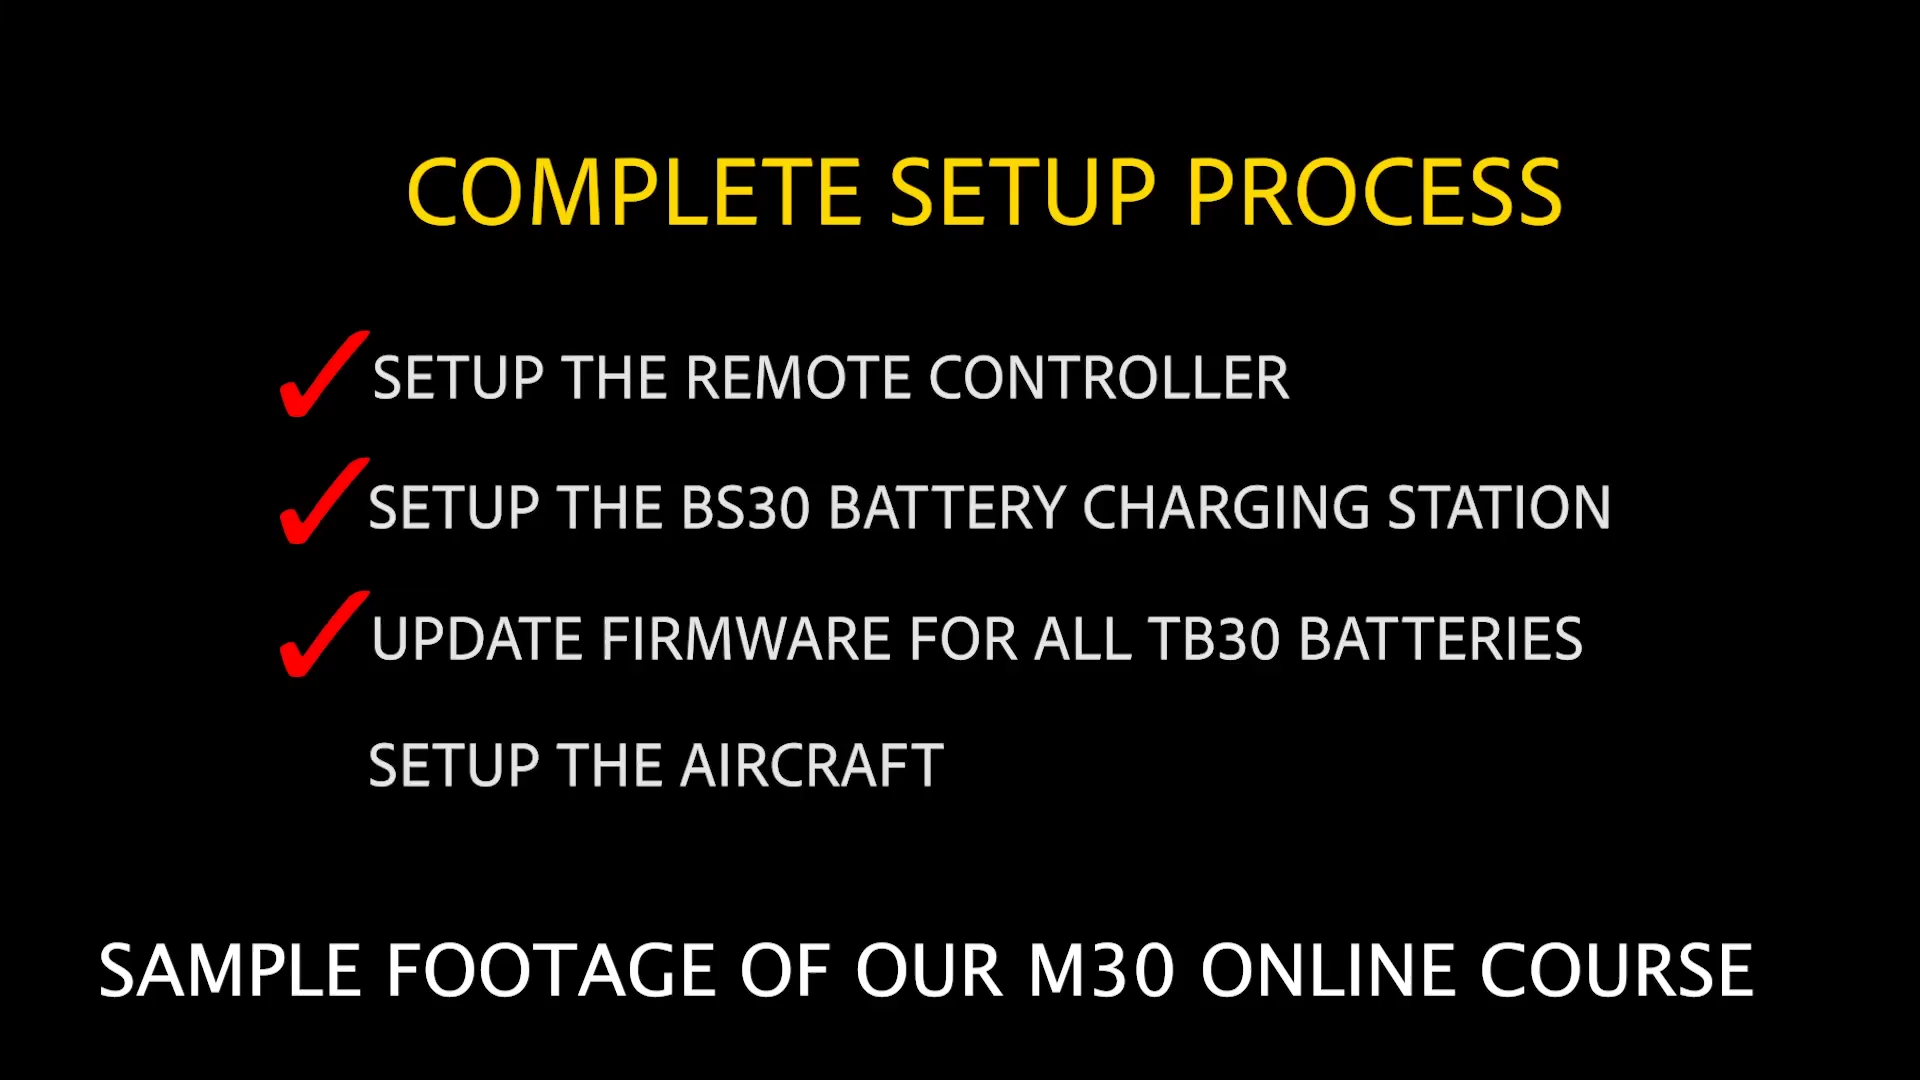 COMPLETE SETUP PROCESS
SETUP THE REMOTE CONTROLLER
SETUP THE BS30 BATTERY CHARGING STATION
UPDATE FIRMWARE FOR ALL TB30 BATTERIES
SETUP THE AIRCRAFT
SAMPLE FOOTAGE OF OUR M30 ONLINE COURSE